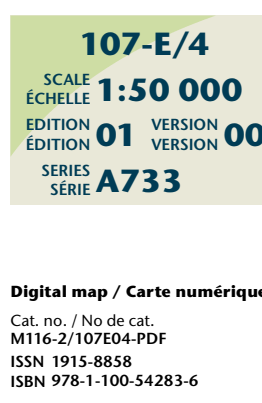 107-E/4
SCALE ÉCHELLE 1:50 000
EDITION ÉDITION 01 VERSION VERSION 00
SERIES SÉRIE A733
Digital map / Carte numérique
Cat. no. / No de cat.
M116-2/107E04-PDF
ISSN 1915-8858
ISBN 978-1-100-54283-6